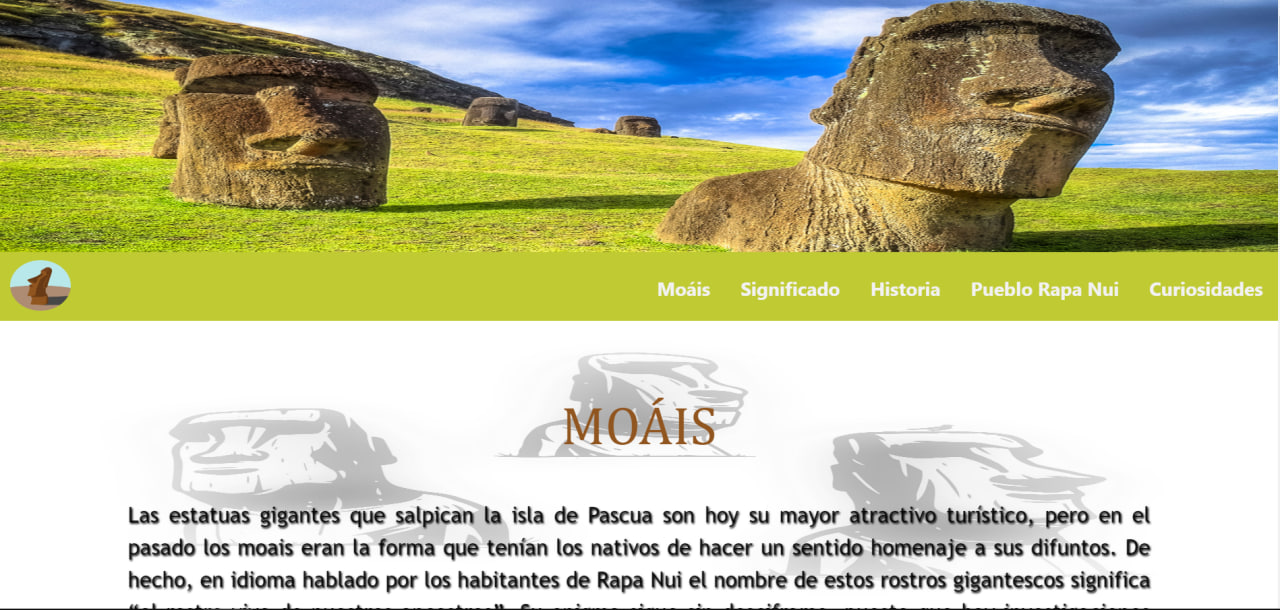 Moáis Significado Historia Pueblo Rapa Nui Curiosidades
MOÁIS
Las estatuas gigantes que salpican la isla de Pascua son hoy su mayor atractivo turístico, pero en el
pasado los moais eran la forma que tenían los nativos de hacer un sentido homenaje a sus difuntos. De
hecho, en idioma hablado por los habitantes de Rapa Nui el nombre de estos rostros gigantescos significa